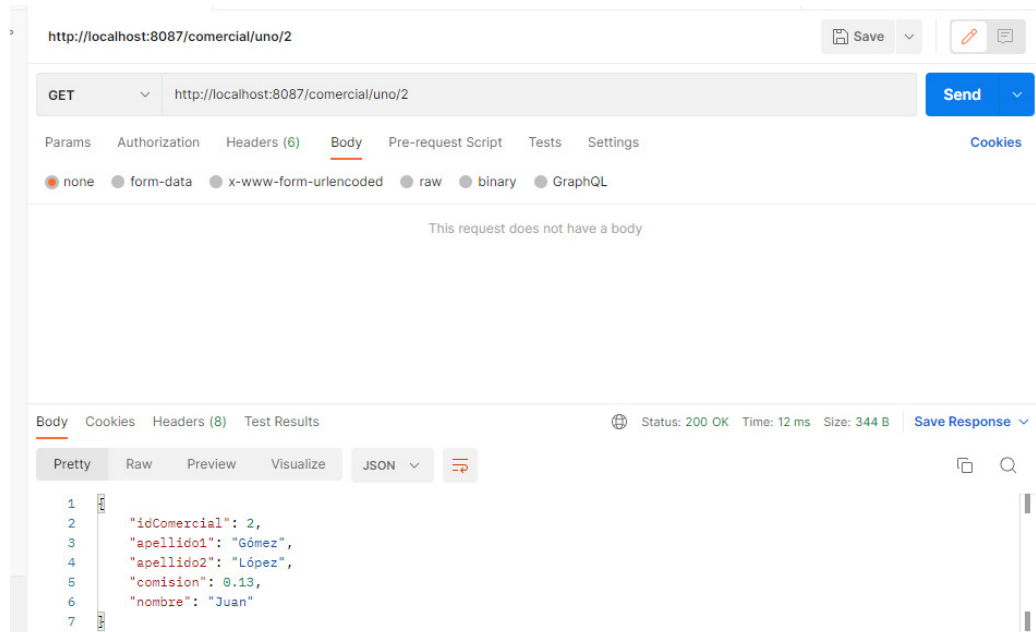 http://localhost:8087/comercial/uno/2 Save
GET http://localhost:8087/comercial/uno/2 Send
Params Authorization Headers (6) Body Pre-request Script Tests Settings Cookies
none form-data x-www-form-urlencoded raw binary GraphQL
This request does not have a body
Body Cookies Headers (8) Test Results Status: 200 OK Time: 12 ms Size: 344 B Save Response
Pretty Raw Preview Visualize JSON
1 {
2 "idComercial": 2,
3 "apellido1": "Gómez",
4 "apellido2": "López",
5 "comision": 0.13,
6 "nombre": "Juan"
7 }